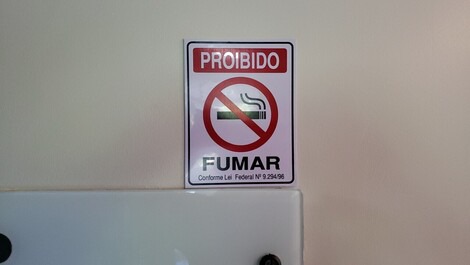 PROIBIDO
FUMAR
Conforme Lei Federal Nº 9.294/96